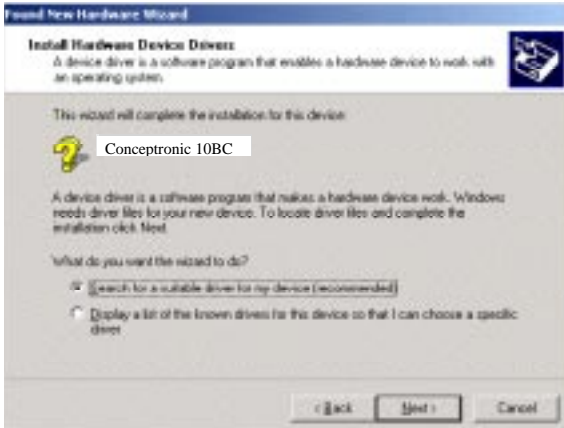 Found New Hardware Wizard
Install Hardware Device Drivers
A device driver is a software program that enables a hardware device to work with
an operating system.
This wizard will complete the installation for this device:
Conceptronic 10BC
A device driver is a software program that makes a hardware device work. Windows
needs driver files for your new device. To locate driver files and complete the
installation click Next.
What do you want the wizard to do?
Search for a suitable driver for my device (recommended)
Display a list of the known drivers for this device so that I can choose a specific
driver
< Back
Next >
Cancel